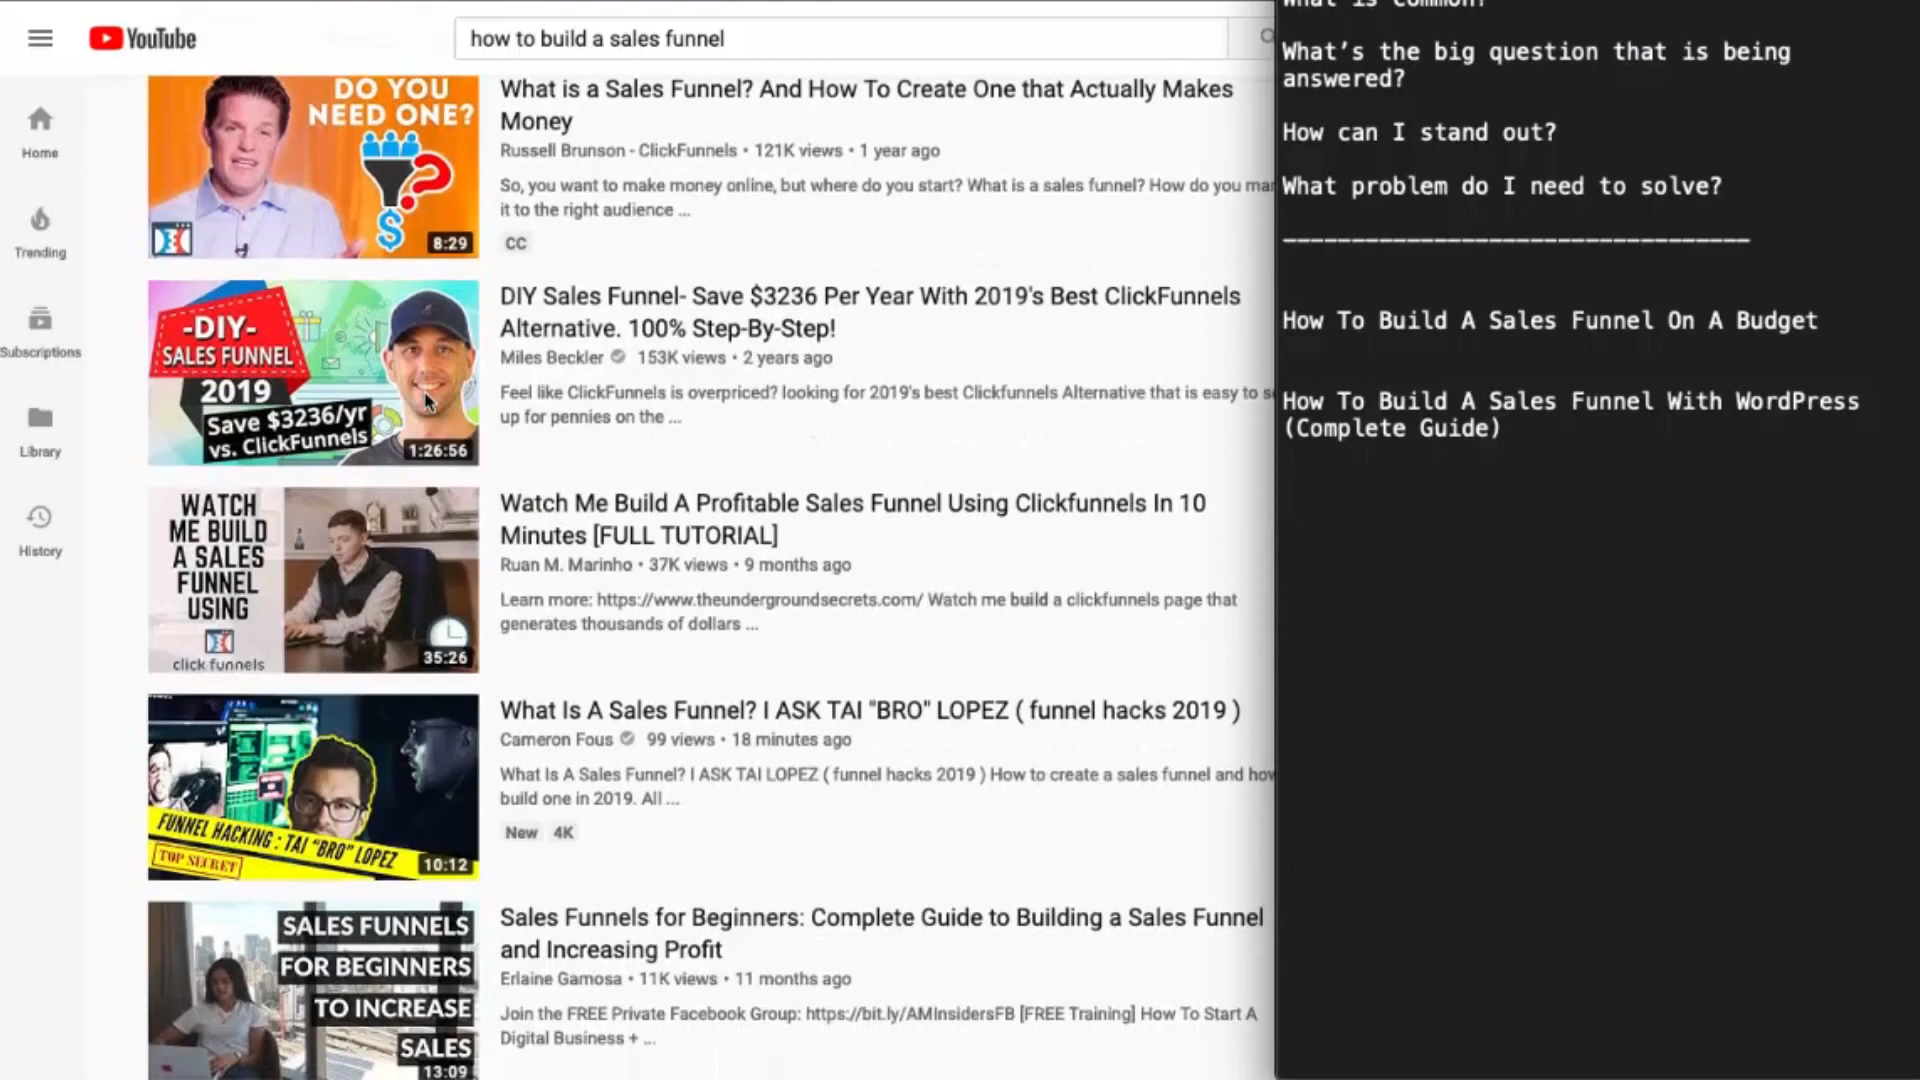 YouTube
how to build a sales funnel
Home
Trending
Subscriptions
Library
History
DO YOU
NEED ONE?
8:29
What is a Sales Funnel? And How To Create One that Actually Makes
Money
Russell Brunson - ClickFunnels • 121K views • 1 year ago
So, you want to make money online, but where do you start? What is a sales funnel? How do you
it to the right audience ...
CC
-DIY-
SALES FUNNEL
2019
Save $3236/yr
vs. ClickFunnels
1:26:56
DIY Sales Funnel- Save $3236 Per Year With 2019's Best ClickFunnels
Alternative. 100% Step-By-Step!
Miles Beckler 153K views • 2 years ago
Feel like ClickFunnels is overpriced? looking for 2019's best Clickfunnels Alternative that is easy to
up for pennies on the ...
WATCH
ME BUILD
A SALES
FUNNEL
USING
click funnels
35:26
Watch Me Build A Profitable Sales Funnel Using Clickfunnels In 10
Minutes [FULL TUTORIAL]
Ruan M. Marinho • 37K views • 9 months ago
Learn more: https://www.theundergroundsecrets.com/ Watch me build a clickfunnels page that
generates thousands of dollars ...
FUNNEL HACKING : TAI "BRO" LOPEZ
TOP SECRET
10:12
What Is A Sales Funnel? I ASK TAI "BRO" LOPEZ ( funnel hacks 2019 )
Cameron Fous 99 views • 18 minutes ago
What Is A Sales Funnel? I ASK TAI LOPEZ ( funnel hacks 2019 ) How to create a sales funnel and how
build one in 2019. All ...
New 4K
SALES FUNNELS
FOR BEGINNERS
TO INCREASE
SALES
13:09
Sales Funnels for Beginners: Complete Guide to Building a Sales Funnel
and Increasing Profit
Erlaine Gamosa • 11K views • 11 months ago
Join the FREE Private Facebook Group: https://bit.ly/AMInsidersFB [FREE Training] How To Start A
Digital Business + ...
What is Common?
What's the big question that is being
answered?
How can I stand out?
What problem do I need to solve?
How To Build A Sales Funnel On A Budget
How To Build A Sales Funnel With WordPress
(Complete Guide)